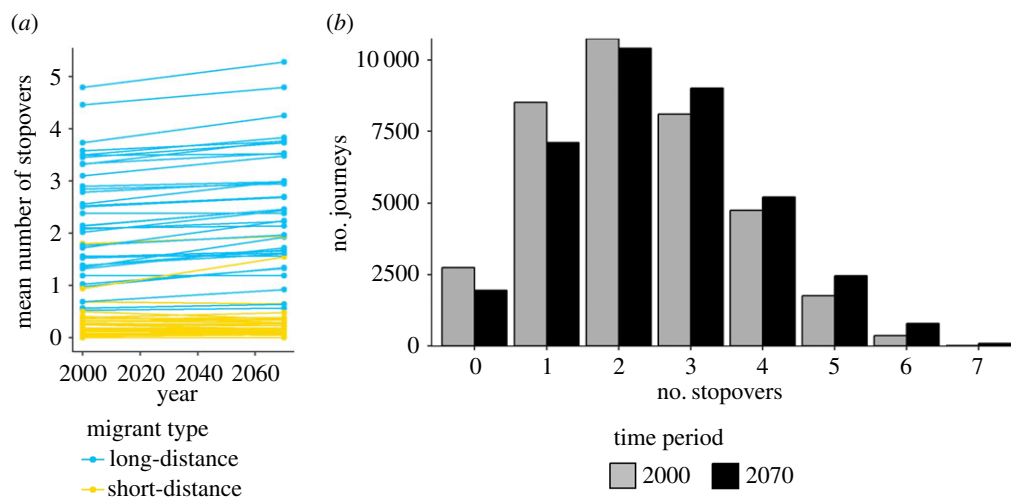 (a)
mean number of stopovers
5
4
3
2
1
0
2000 2020 2040 2060
year
migrant type
long-distance
short-distance
(b)
no. journeys
10 000
7500
5000
2500
0
0 1 2 3 4 5 6 7
no. stopovers
time period
2000 2070